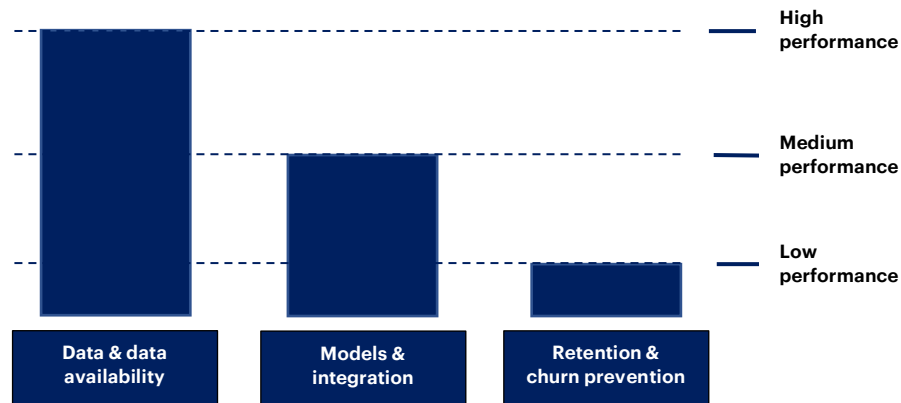 High
performance
Medium
performance
Low
performance
Data & data
availability
Models &
integration
Retention &
churn prevention